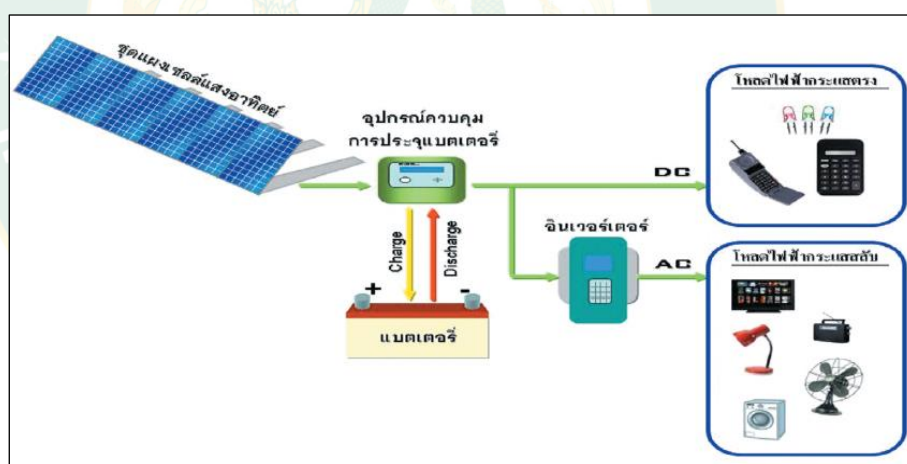 ชุดแผงเซลล์แสงอาทิตย์
อุปกรณ์ควบคุม
การประจุแบตเตอรี่
Charge
Discharge
+
-
แบตเตอรี่
อินเวอร์เตอร์
DC
AC
โหลดไฟฟ้ากระแสตรง
โหลดไฟฟ้ากระแสสลับ